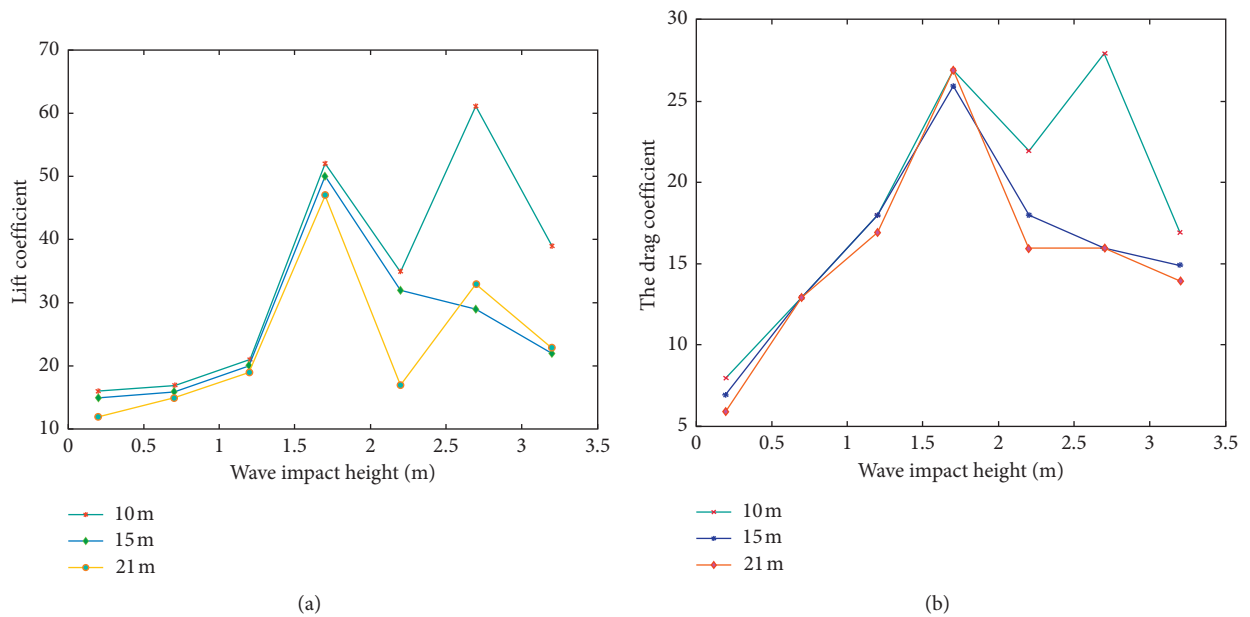 70
60
50
40
30
20
10
Lift coefficient
0 0.5 1 1.5 2 2.5 3 3.5
Wave impact height (m)
10 m
15 m
21 m
(a)
30
25
20
15
10
5
The drag coefficient
0 0.5 1 1.5 2 2.5 3 3.5
Wave impact height (m)
10 m
15 m
21 m
(b)